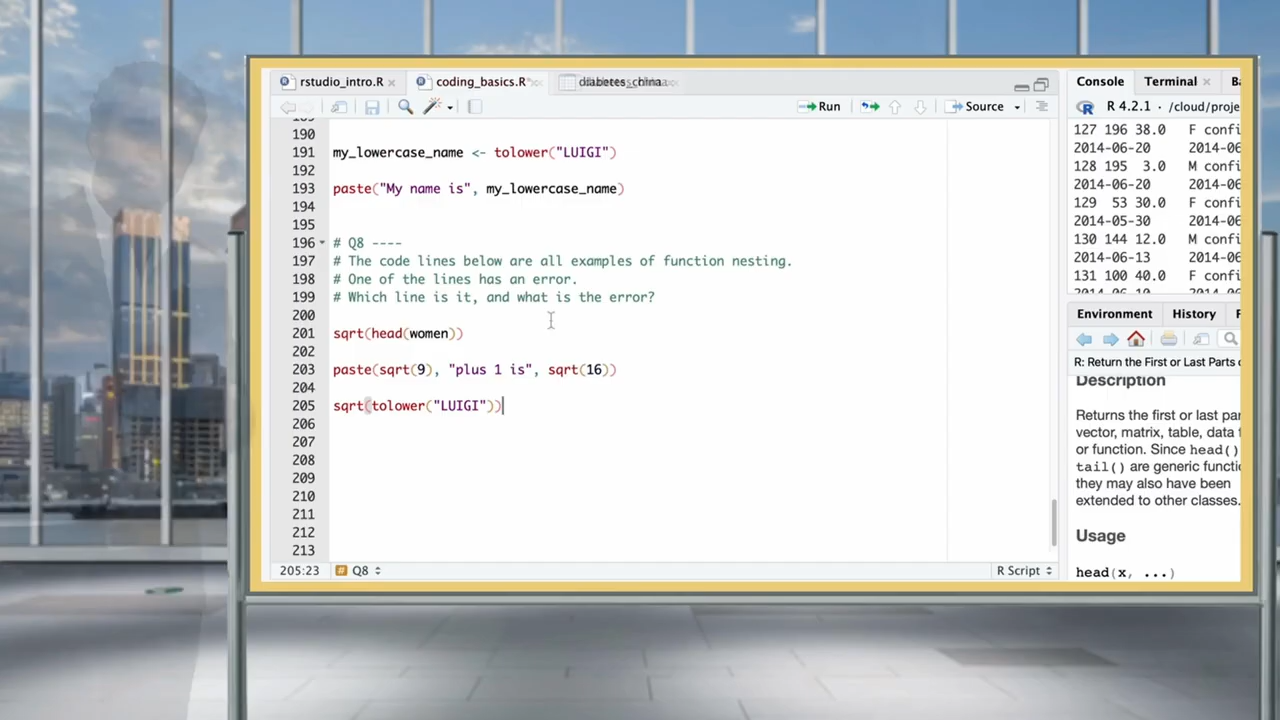 rstudio_intro.R
coding_basics.R*
diabetes_china
Run
Source
190
191 my_lowercase_name <- tolower("LUIGI")
192
193 paste("My name is", my_lowercase_name)
194
195
196 # Q8 ----
197 # The code lines below are all examples of function nesting.
198 # One of the lines has an error.
199 # Which line is it, and what is the error?
200
201 sqrt(head(women))
202
203 paste(sqrt(9), "plus 1 is", sqrt(16))
204
205 sqrt(tolower("LUIGI"))
206
207
208
209
210
211
212
213
205:23
# Q8
R Script
Console
Terminal
R 4.2.1 · /cloud/proje
127 196 38.0 F confi
2014-06-20 2014-06
128 195 3.0 M confi
2014-06-20 2014-06
129 53 30.0 F confi
2014-05-30 2014-06
130 144 12.0 M confi
2014-06-13 2014-06
131 100 40.0 F confi
Environment
History
R: Return the First or Last Parts
Description
Returns the first or last par
vector, matrix, table, data f
or function. Since head()
tail() are generic functi
they may also have been
extended to other classes.
Usage
head(x, ...)